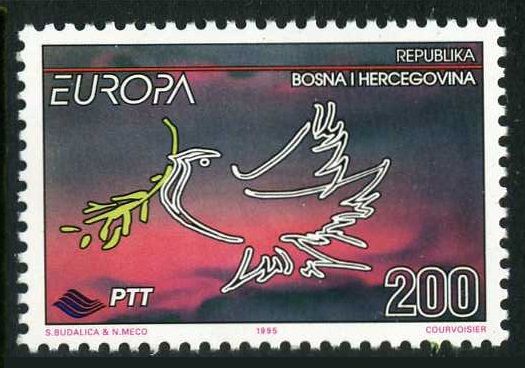 REPUBLIKA
EUROPA
BOSNA I HERCEGOVINA
PTT
200
S.BUDALICA & N.MECO
1995
COURVOISIER